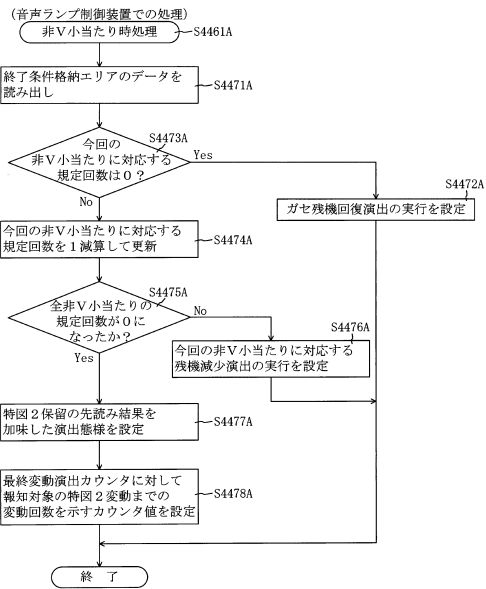 （音声ランプ制御装置での処理）
非Ｖ小当たり時処理
S4461A
終了条件格納エリアのデータを
読み出し
S4471A
S4473A
今回の
非Ｖ小当たりに対応する
規定回数は０？
Yes
No
S4472A
ガセ残機回復演出の実行を設定
今回の非Ｖ小当たりに対応する
規定回数を１減算して更新
S4474A
S4475A
全非Ｖ小当たりの
規定回数が０に
なったか？
No
Yes
S4476A
今回の非Ｖ小当たりに対応する
残機減少演出の実行を設定
特図２保留の先読み結果を
加味した演出態様を設定
S4477A
最終変動演出カウンタに対して
報知対象の特図２変動までの
変動回数を示すカウンタ値を設定
S4478A
終　了